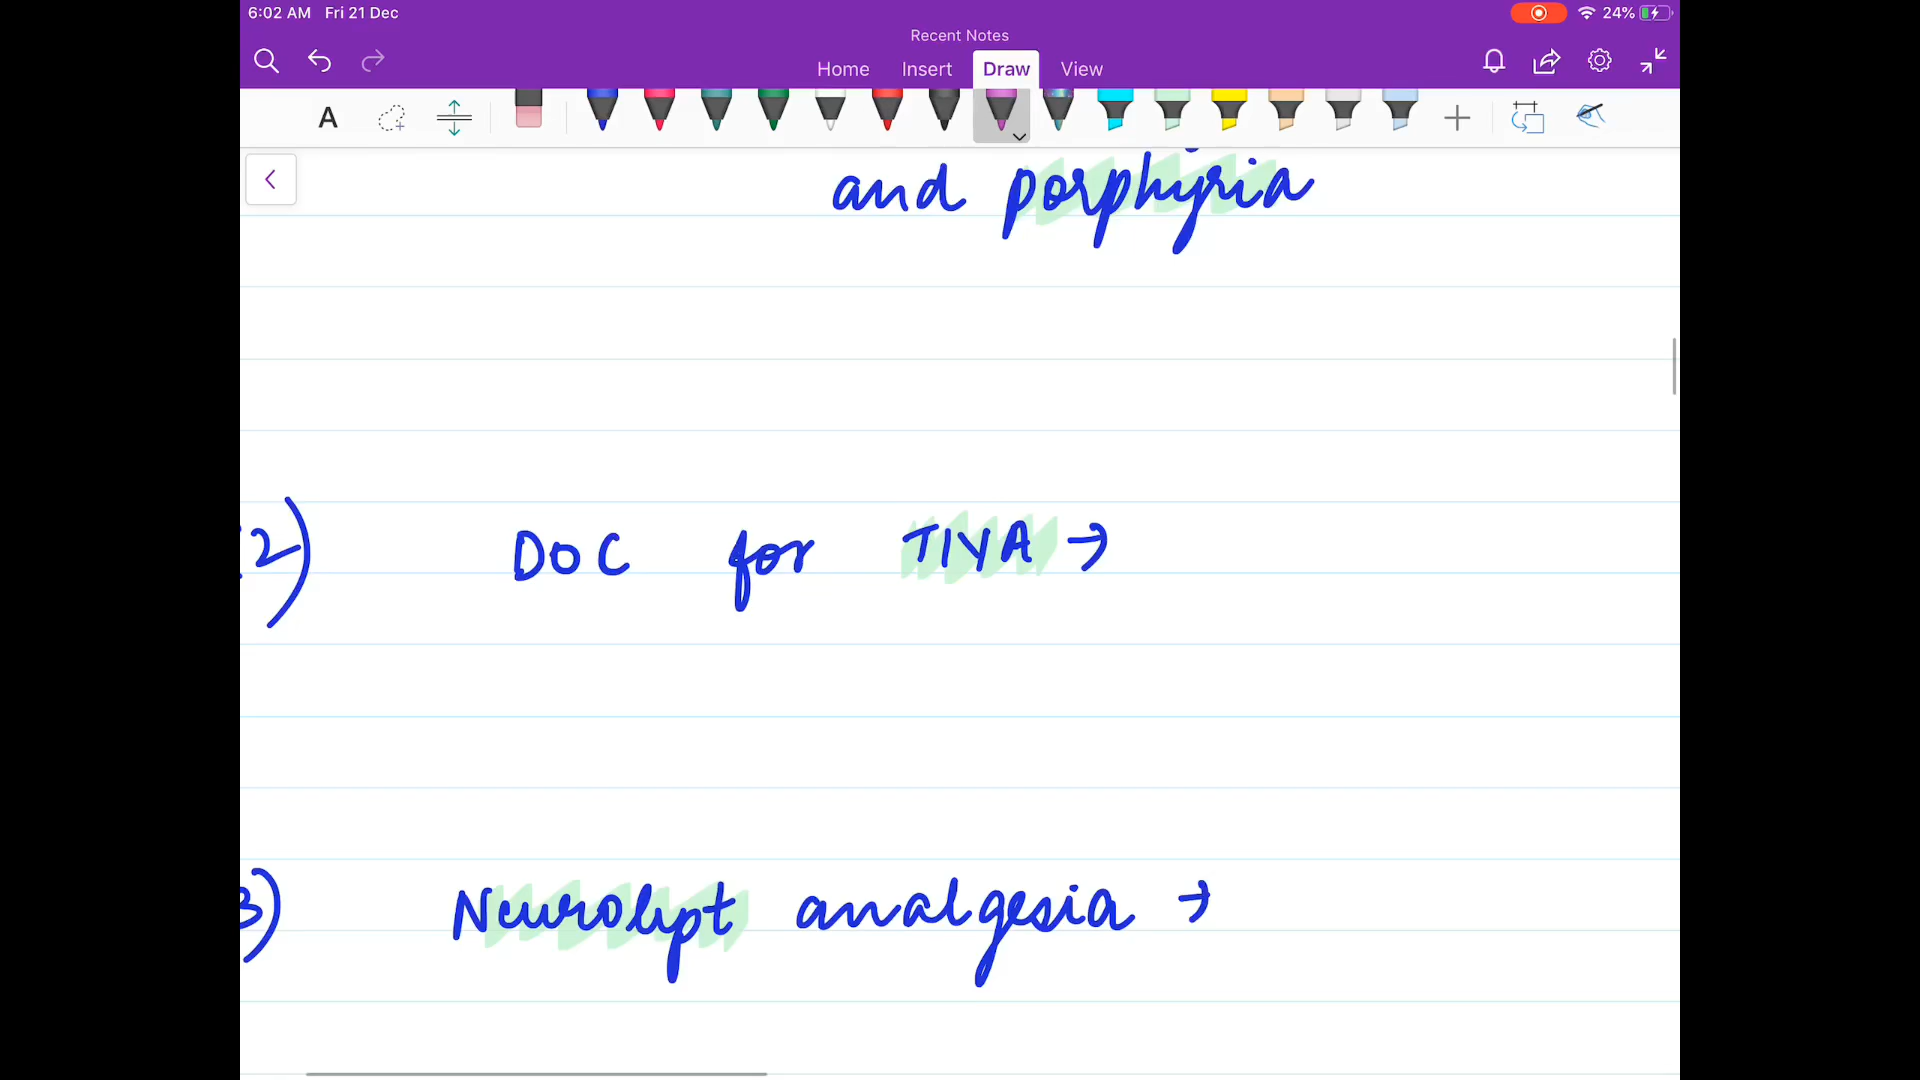 6:02 AM Fri 21 Dec
24%
Recent Notes
Home Insert Draw View
A
and porphyria
2) DOC for TIVA →
3) Neurolept analgesia →